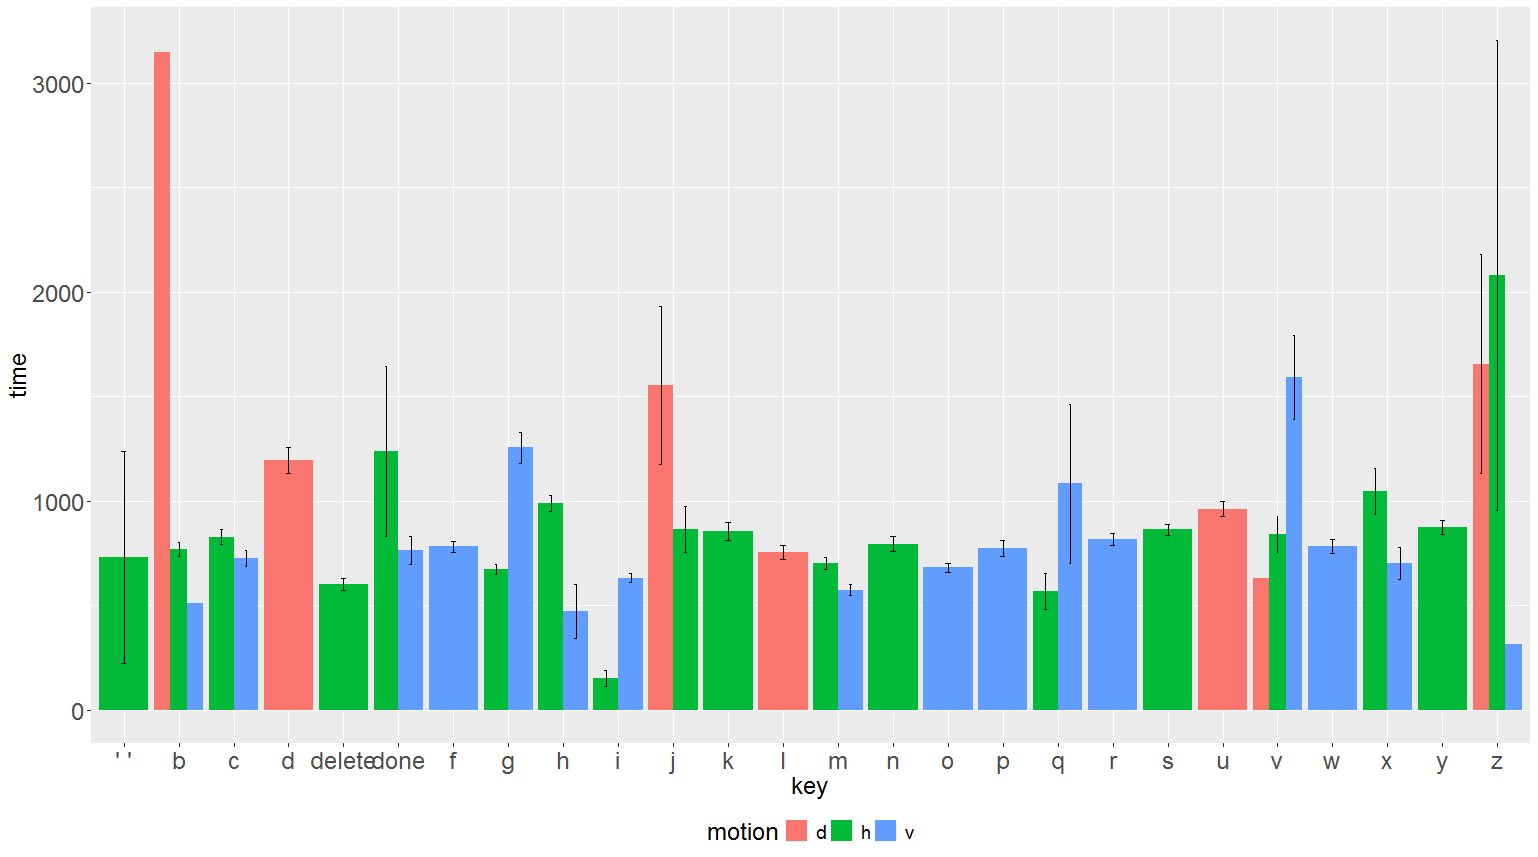 3000
2000
1000
0
time
' ' b c d delete done f g h i j k l m n o p q r s u v w x y z
key
motion d h v